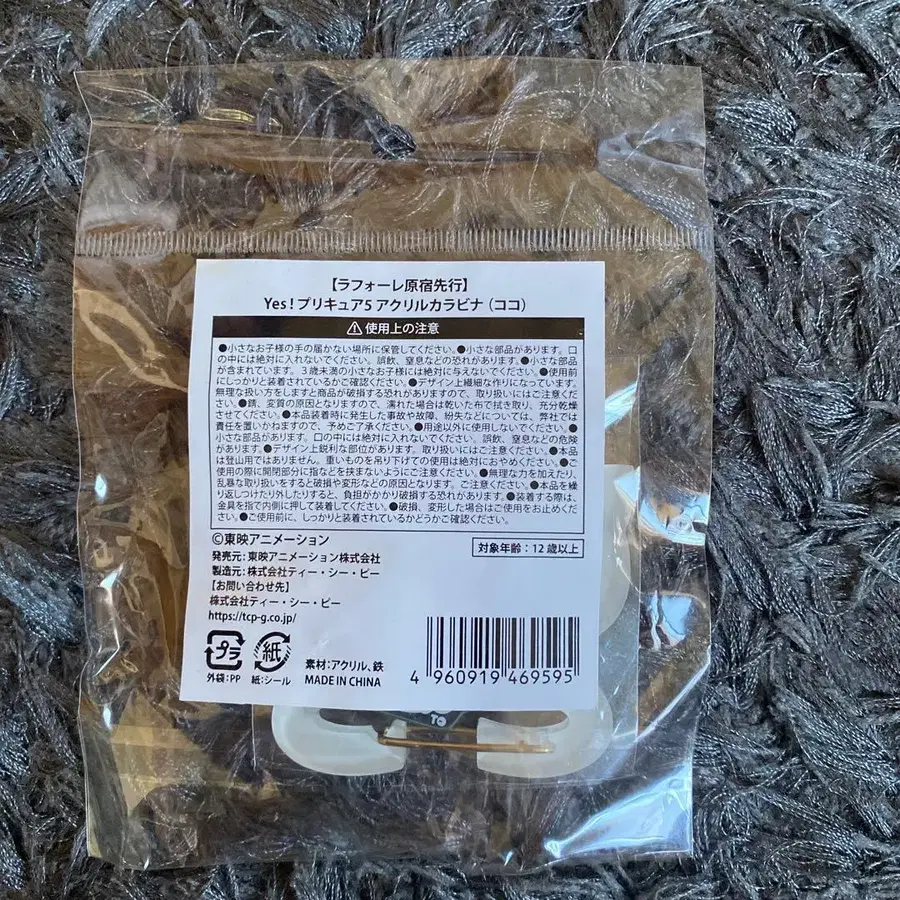 【ラフォーレ原宿先行】
Yes！プリキュア5 アクリルカラビナ（ココ）
⚠使用上の注意
●小さなお子様の手の届かない場所に保管してください。●小さな部品があります。口
の中には絶対に入れないでください。誤飲、窒息などの恐れがあります。●小さな部品
が含まれています。3歳未満の小さなお子様には絶対に与えないでください。●使用前
にしっかりと装着されているかご確認ください。●デザイン上繊細な作りになっています。
無理な扱い方をしますと商品が破損する恐れがありますので、取り扱いにはご注意くださ
い。●錆、変質の原因となりますので、濡れた場合は乾いた布で拭き取り、充分乾燥
させてください。●本品装着時に発生した事故や故障、紛失などについては、弊社では
責任を置いかねますので、予めご了承ください。●用途以外に使用しないでください。●
小さな部品があります。口の中には絶対に入れないでください。誤飲、窒息などの危険
があります。●デザイン上鋭利な部位があります。取り扱いにはご注意ください。●本品
は登山用ではありません。重いものを吊り下げての使用は絶対におやめください。●ご
使用の際に開閉部分に指などを挟まないようにご注意ください。●無理な力を加えたり、
乱暴な取り扱いをすると破損や変形などの原因となります。ご注意ください。●本品を繰
り返しつけたり外したりすると、負担がかかり破損する恐れがあります。●装着する際は、
金具を指で内側に押して装着してください。●破損、変形した場合はご使用をお止めくだ
さい。●ご使用前に、しっかりと装着されているかどうかご確認ください。
©東映アニメーション
発売元：東映アニメーション株式会社
製造元：株式会社ティー・シー・ピー
【お問い合わせ先】
株式会社ティー・シー・ピー
https://tcp-g.co.jp/
対象年齢：12歳以上
プラ
外袋：PP
紙
紙：シール
素材：アクリル、鉄
MADE IN CHINA
4 960919 469595
TO